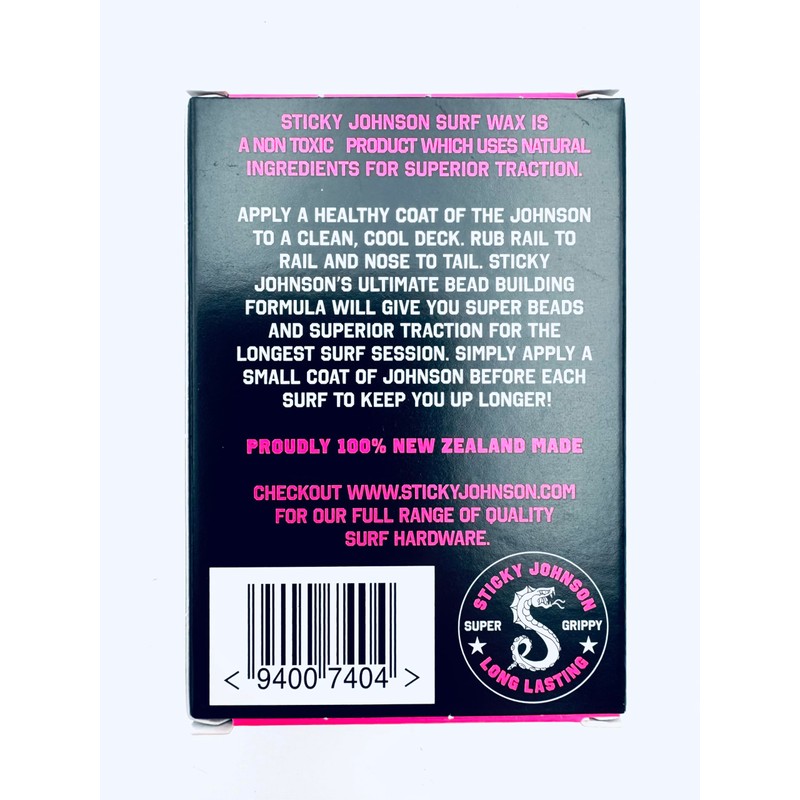 STICKY JOHNSON SURF WAX IS
A NON TOXIC PRODUCT WHICH USES NATURAL
INGREDIENTS FOR SUPERIOR TRACTION.
APPLY A HEALTHY COAT OF THE JOHNSON
TO A CLEAN, COOL DECK. RUB RAIL TO
RAIL AND NOSE TO TAIL. STICKY
JOHNSON'S ULTIMATE BEAD BUILDING
FORMULA WILL GIVE YOU SUPER BEADS
AND SUPERIOR TRACTION FOR THE
LONGEST SURF SESSION. SIMPLY APPLY A
SMALL COAT OF JOHNSON BEFORE EACH
SURF TO KEEP YOU UP LONGER!
PROUDLY 100% NEW ZEALAND MADE
CHECKOUT WWW.STICKYJOHNSON.COM
FOR OUR FULL RANGE OF QUALITY
SURF HARDWARE.
< 9400 7404 >
STICKY JOHNSON
SUPER GRIPPY
LONG LASTING